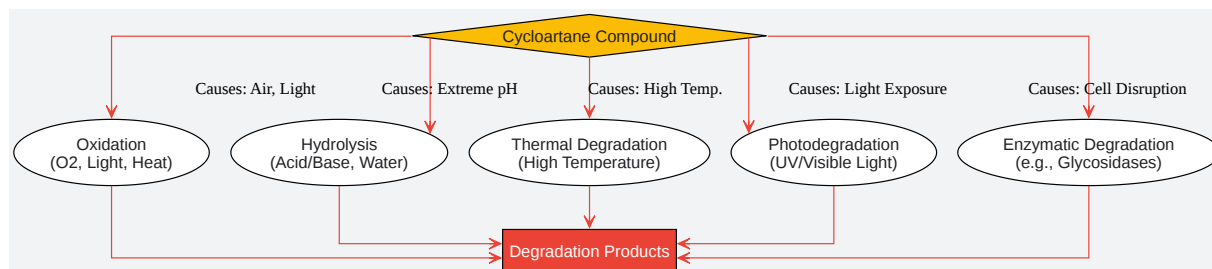 Cycloartane Compound
Causes: Air, Light
Causes: Extreme pH
Causes: High Temp.
Causes: Light Exposure
Causes: Cell Disruption
Oxidation
(O2, Light, Heat)
Hydrolysis
(Acid/Base, Water)
Thermal Degradation
(High Temperature)
Photodegradation
(UV/Visible Light)
Enzymatic Degradation
(e.g., Glycosidases)
Degradation Products